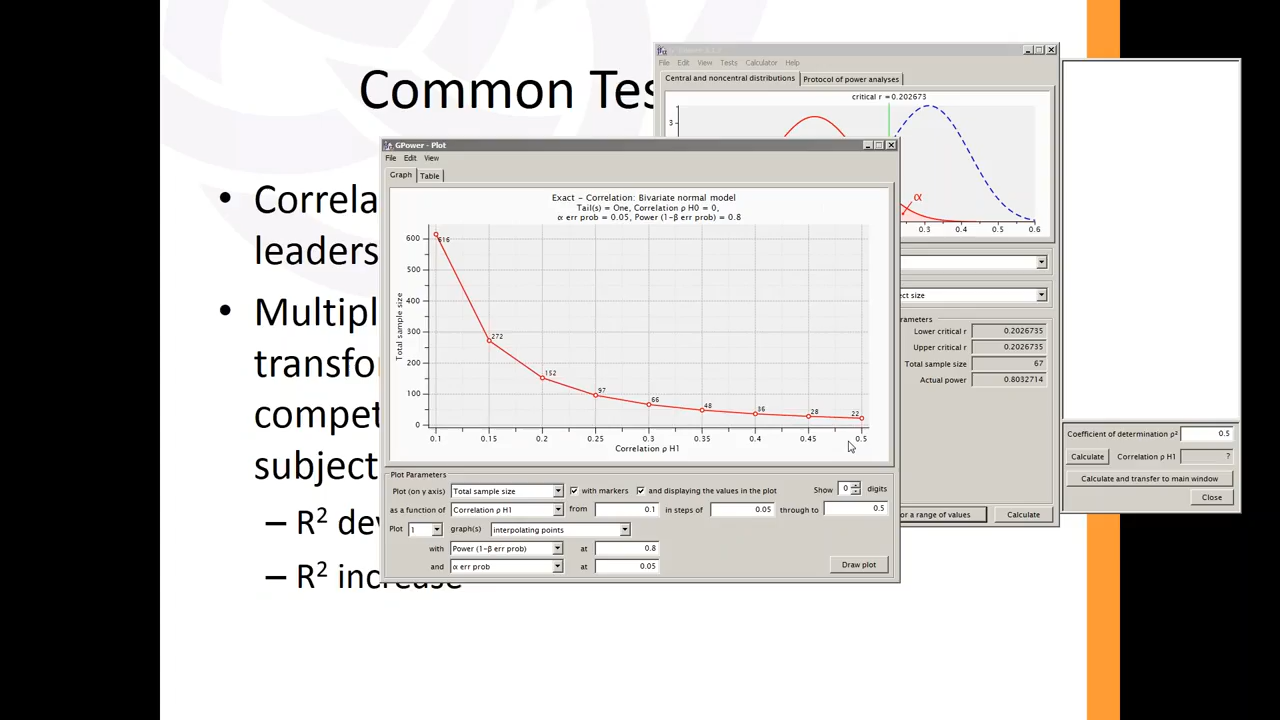 Common Tes
• Correla
leaders
• Multipl
transfo
compet
subject
– R² dev
– R² increase
File Edit View Tests Calculator Help
Central and noncentral distributions Protocol of power analyses
critical r = 0.202673
3
α
0.3 0.4 0.5 0.6
ect size
arameters
Lower critical r 0.2026735
Upper critical r 0.2026735
Total sample size 67
Actual power 0.8032714
or a range of values Calculate
GPower - Plot
File Edit View
Graph Table
Exact – Correlation: Bivariate normal model
Tail(s) = One, Correlation ρ H0 = 0,
α err prob = 0.05, Power (1-β err prob) = 0.8
Total sample size
600
500
400
300
200
100
0
616
272
152
97
66
48
36
28
22
0.1 0.15 0.2 0.25 0.3 0.35 0.4 0.45 0.5
Correlation ρ H1
Plot Parameters
Plot (on y axis) Total sample size with markers and displaying the values in the plot Show 0 digits
as a function of Correlation ρ H1 from 0.1 in steps of 0.05 through to 0.5
Plot 1 graph(s) interpolating points
with Power (1-β err prob) at 0.8
and α err prob at 0.05
Draw plot
Coefficient of determination ρ² 0.5
Calculate Correlation ρ H1 ?
Calculate and transfer to main window
Close